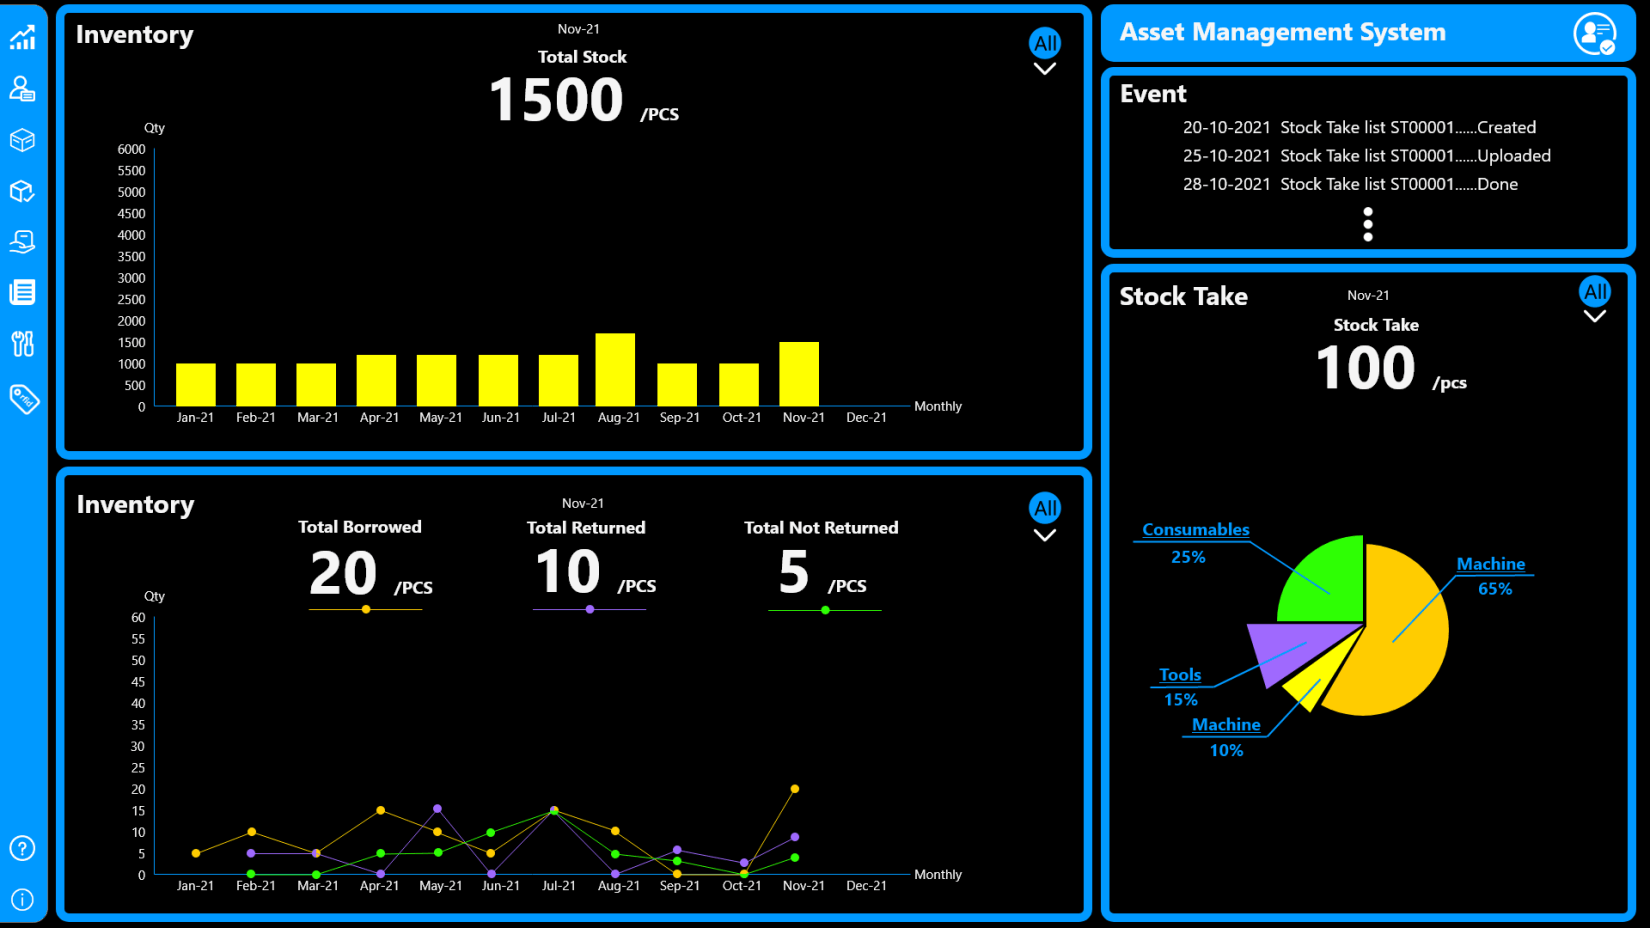 Inventory
Nov-21
Total Stock
1500 /PCS
All
Qty
6000
5500
5000
4500
4000
3500
3000
2500
2000
1500
1000
500
0
Jan-21 Feb-21 Mar-21 Apr-21 May-21 Jun-21 Jul-21 Aug-21 Sep-21 Oct-21 Nov-21 Dec-21
Monthly
Inventory
Nov-21
All
Total Borrowed
20 /PCS
Total Returned
10 /PCS
Total Not Returned
5 /PCS
Qty
60
55
50
45
40
35
30
25
20
15
10
5
0
Jan-21 Feb-21 Mar-21 Apr-21 May-21 Jun-21 Jul-21 Aug-21 Sep-21 Oct-21 Nov-21 Dec-21
Monthly
Asset Management System
Event
20-10-2021 Stock Take list ST00001......Created
25-10-2021 Stock Take list ST00001......Uploaded
28-10-2021 Stock Take list ST00001......Done
Stock Take
Nov-21
All
Stock Take
100 /pcs
Consumables
25%
Machine
65%
Tools
15%
Machine
10%
rfid